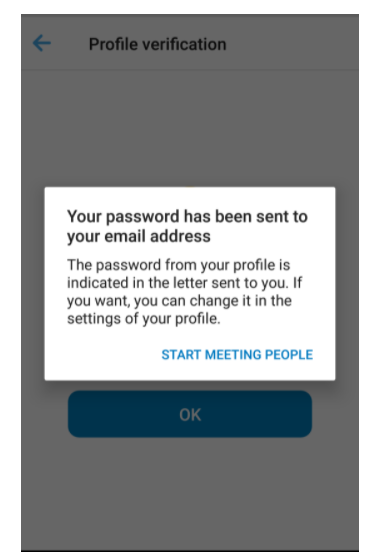 Profile verification
Your password has been sent to
your email address
The password from your profile is
indicated in the letter sent to you. If
you want, you can change it in the
settings of your profile.
START MEETING PEOPLE
OK